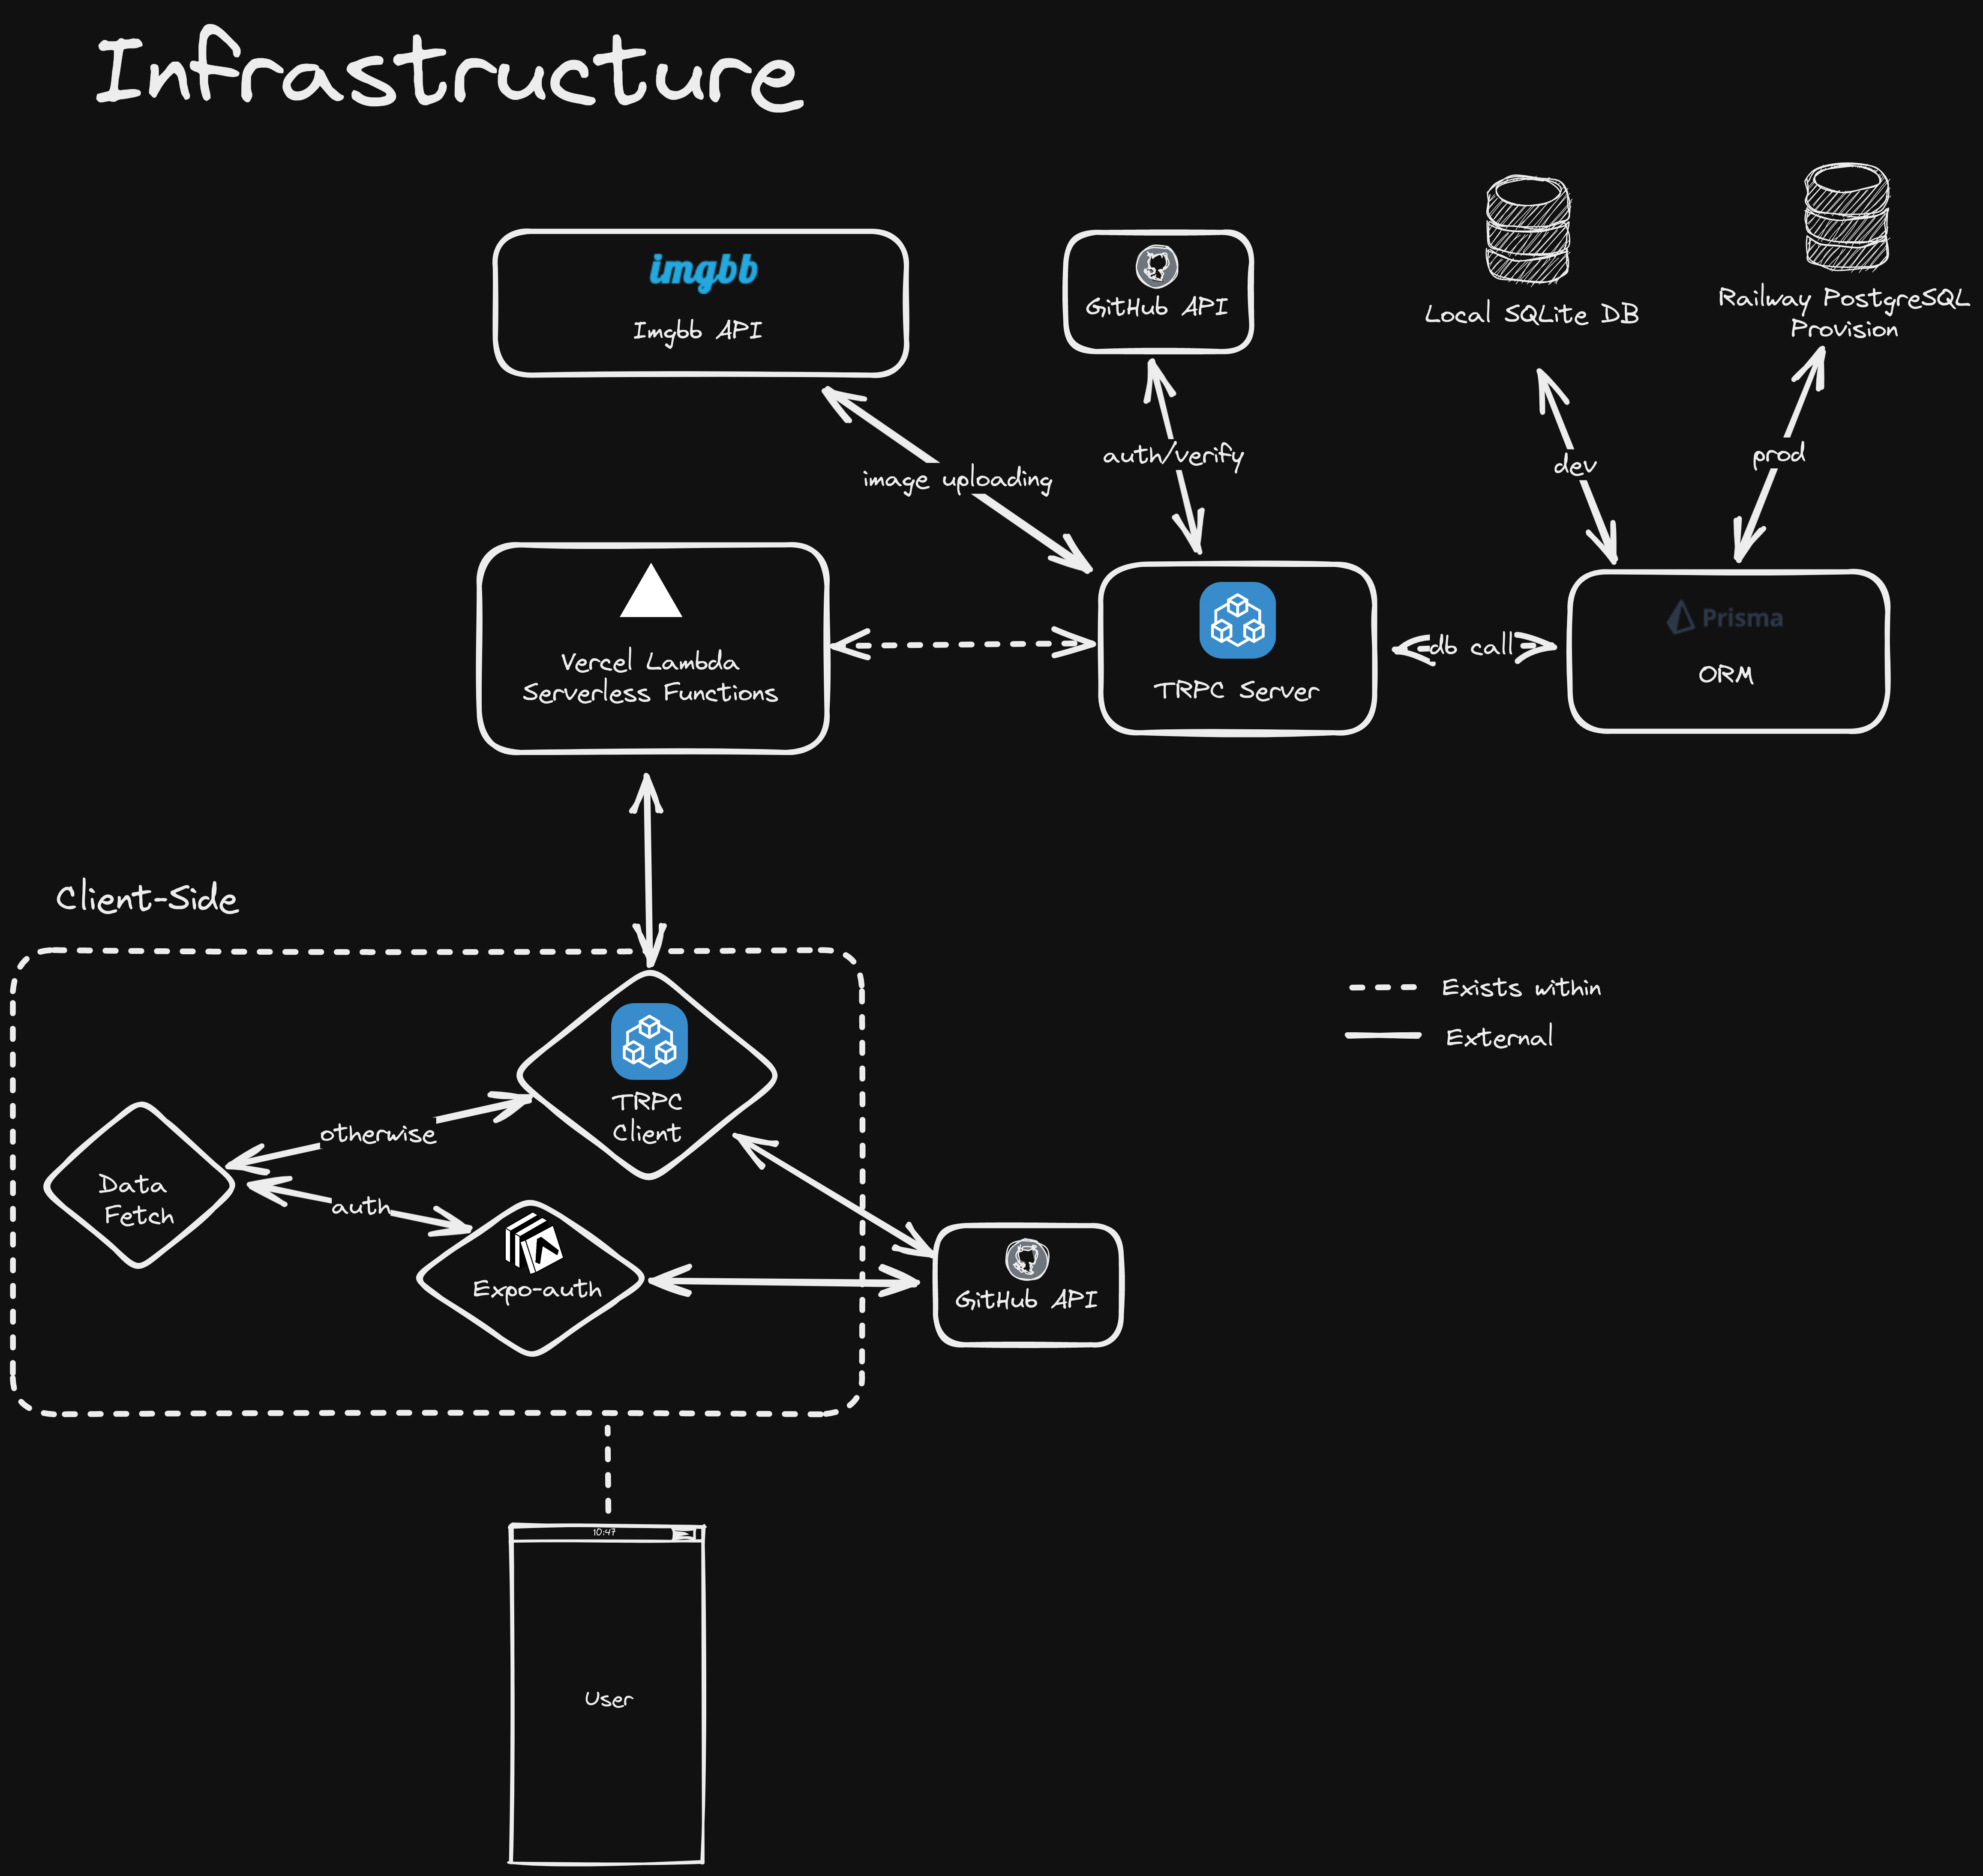 Infrastructure
imgbb
Imgbb API
GitHub API
Local SQLite DB
Railway PostgreSQL
Provision
image uploading
auth/verify
dev
prod
Vercel Lambda
Serverless Functions
TRPC Server
db call
Prisma
ORM
Client-Side
Exists within
External
TRPC
Client
otherwise
Data
Fetch
auth
Expo-auth
GitHub API
10:47
User